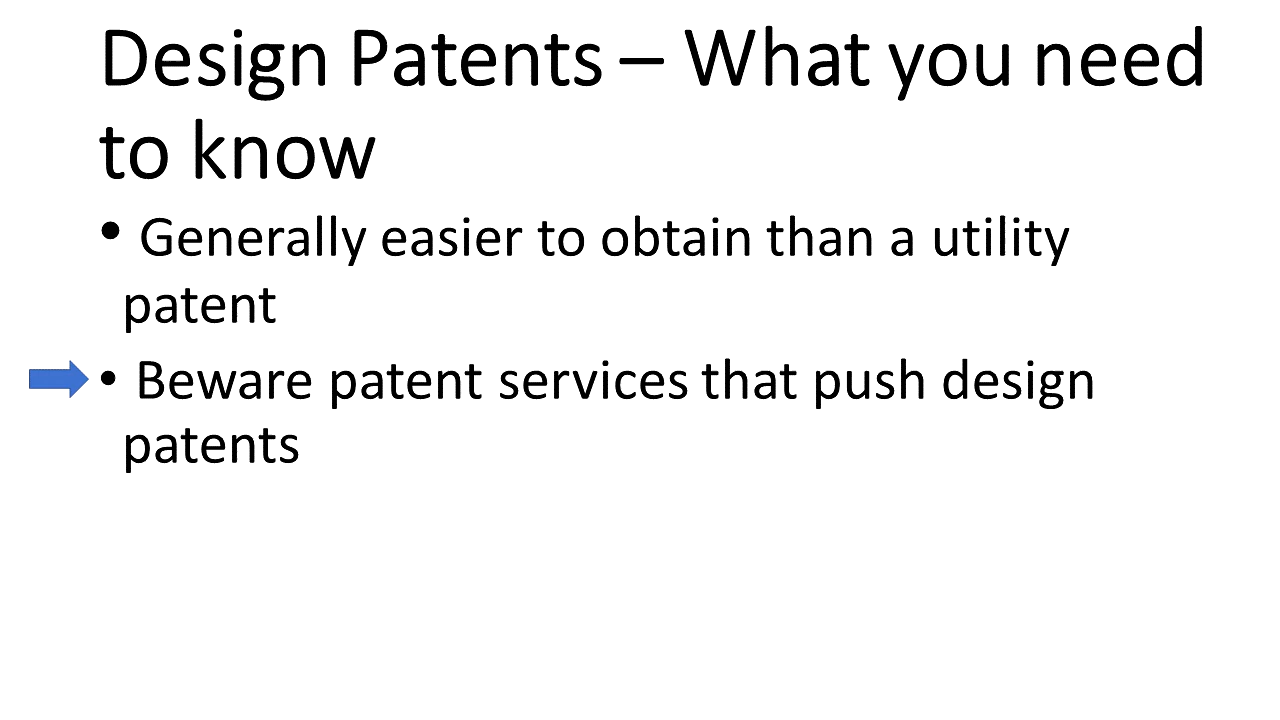 Design Patents – What you need
to know
• Generally easier to obtain than a utility
patent
• Beware patent services that push design
patents